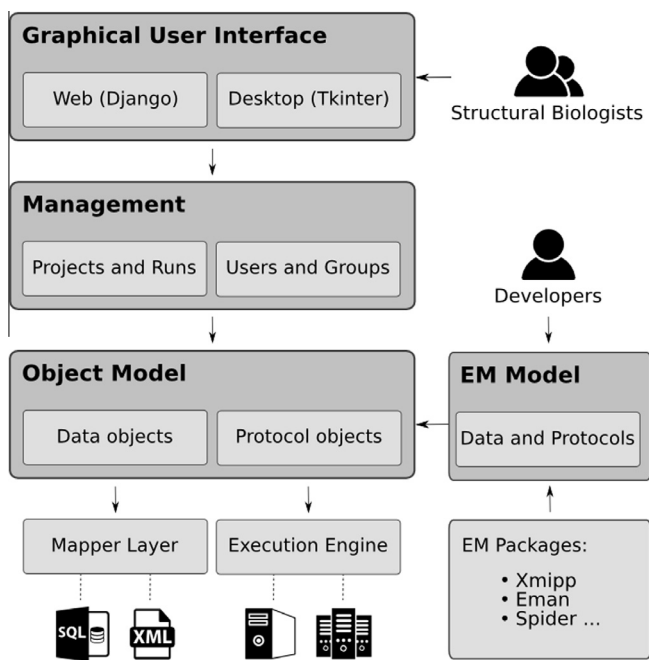 Graphical User Interface
Web (Django)
Desktop (Tkinter)
Structural Biologists
Management
Projects and Runs
Users and Groups
Developers
Object Model
Data objects
Protocol objects
EM Model
Data and Protocols
Mapper Layer
Execution Engine
EM Packages:
• Xmipp
• Eman
• Spider ...
SQL
XML